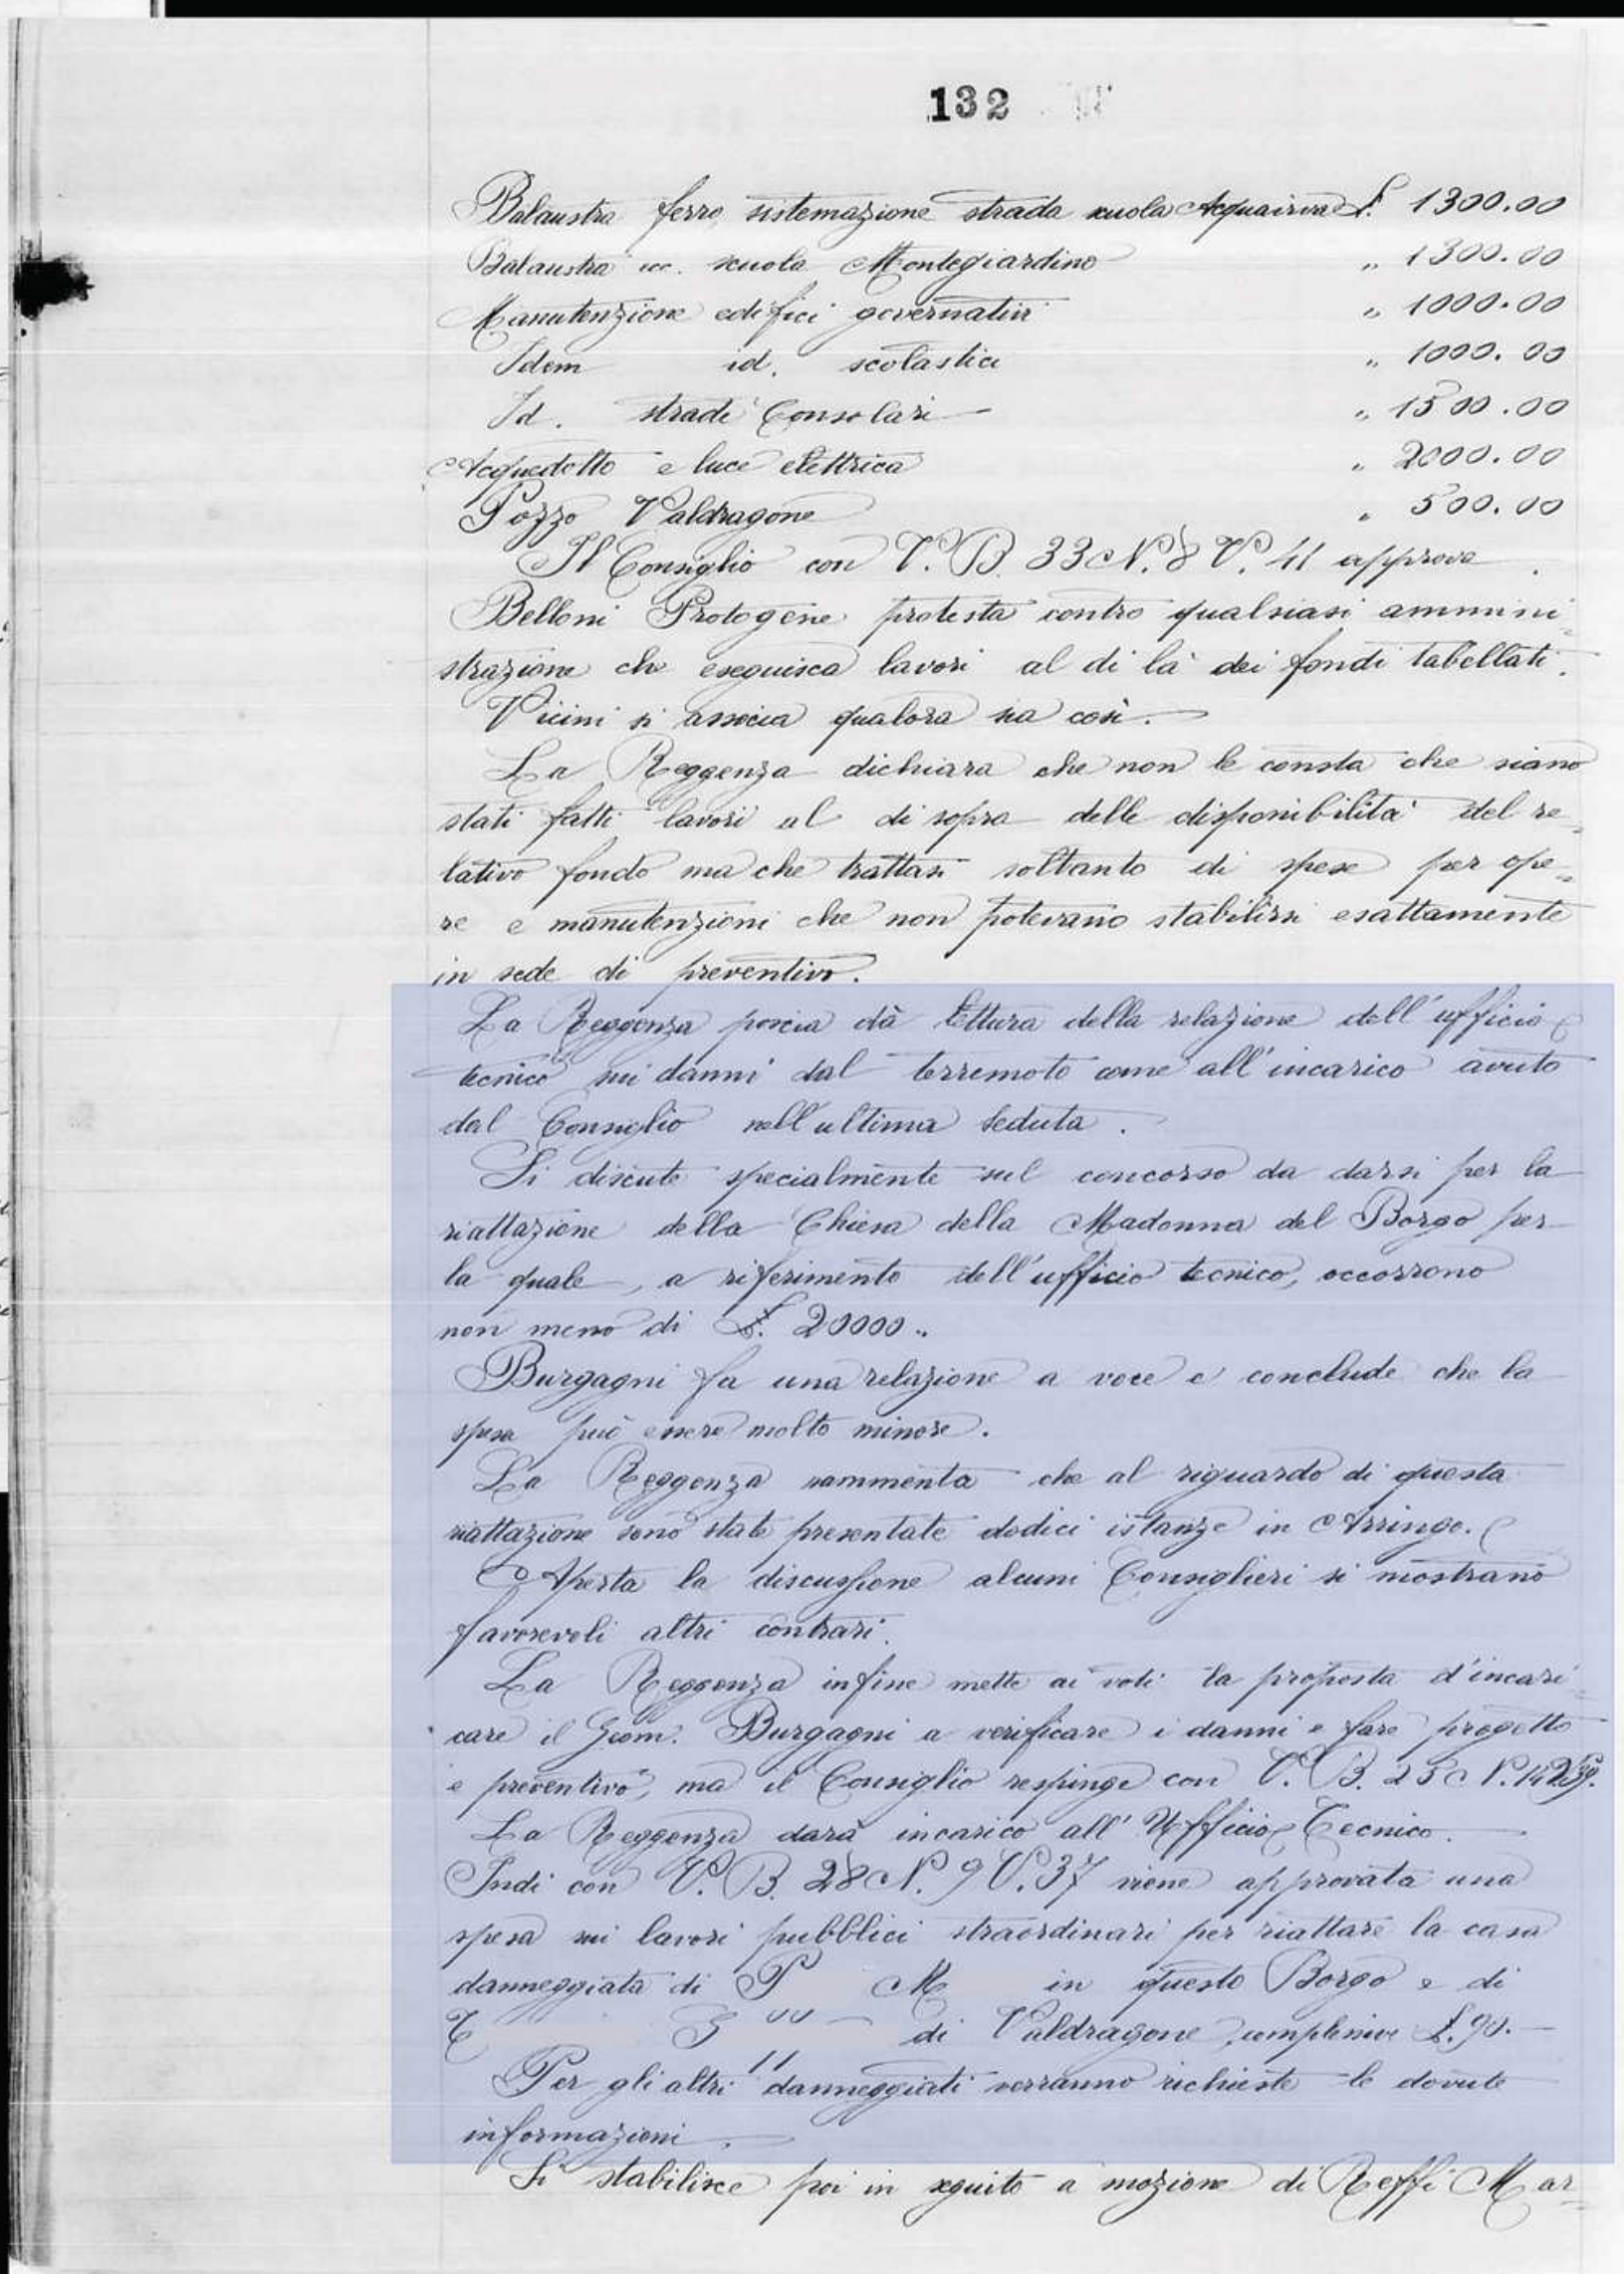 132
Balaustra ferro, sistemazione strada scuola Acquaviva £. 1300.00
Balaustra ecc. scuola Montegiardino „ 1300.00
Manutenzione edifici governativi „ 1000.00
Idem id. scolastici „ 1000.00
Id. strade Consolari „ 1500.00
Acquedotto e luce elettrica „ 2000.00
Pozzo Valdragone „ 500.00
Il Consiglio con V. B. 33 N. 8 V. 41 approva.
Belloni Protogene protesta contro qualsiasi ammini=
strazione che eseguisca lavori al di là dei fondi tabellati.
Vicini si associa qualora sia così.
La Reggenza dichiara che non le consta che siano
stati fatti lavori al di sopra delle disponibilità del re=
lativo fondo ma che trattasi soltanto di spese per ope=
re e manutenzioni che non potevano stabilirsi esattamente
in sede di preventivo.
La Reggenza poscia dà lettura della relazione dell'ufficio
tecnico sui danni dal terremoto come all'incarico avuto
dal Consiglio nell'ultima seduta.
Si discute specialmente sul concorso da darsi per la
riattazione della Chiesa della Madonna del Borgo per
la quale, a riferimento dell'ufficio tecnico, occorrono
non meno di £. 20000..
Burgagni fa una relazione a voce e conclude che la
spesa può essere molto minore.
La Reggenza rammenta che al riguardo di questa
riattazione sono state presentate dodici istanze in Arringo.
Aperta la discussione alcuni Consiglieri si mostrano
favorevoli altri contrari.
La Reggenza infine mette ai voti la proposta d'incari=
care il Geom. Burgagni a verificare i danni e fare progetto
e preventivo, ma il Consiglio respinge con V. B. 25 N. 14
La Reggenza darà incarico all'Ufficio Tecnico.
Indi con V. B. 28 N. 9 V. 37 viene approvata una
spesa sui lavori pubblici straordinari per riattare la casa
danneggiata di P M in questo Borgo e di
T G di Valdragone, complessive £. 90.—
Per gli altri danneggiati verranno richieste le dovute
informazioni.
Si stabilisce poi in seguito a mozione di Reffi Mar=